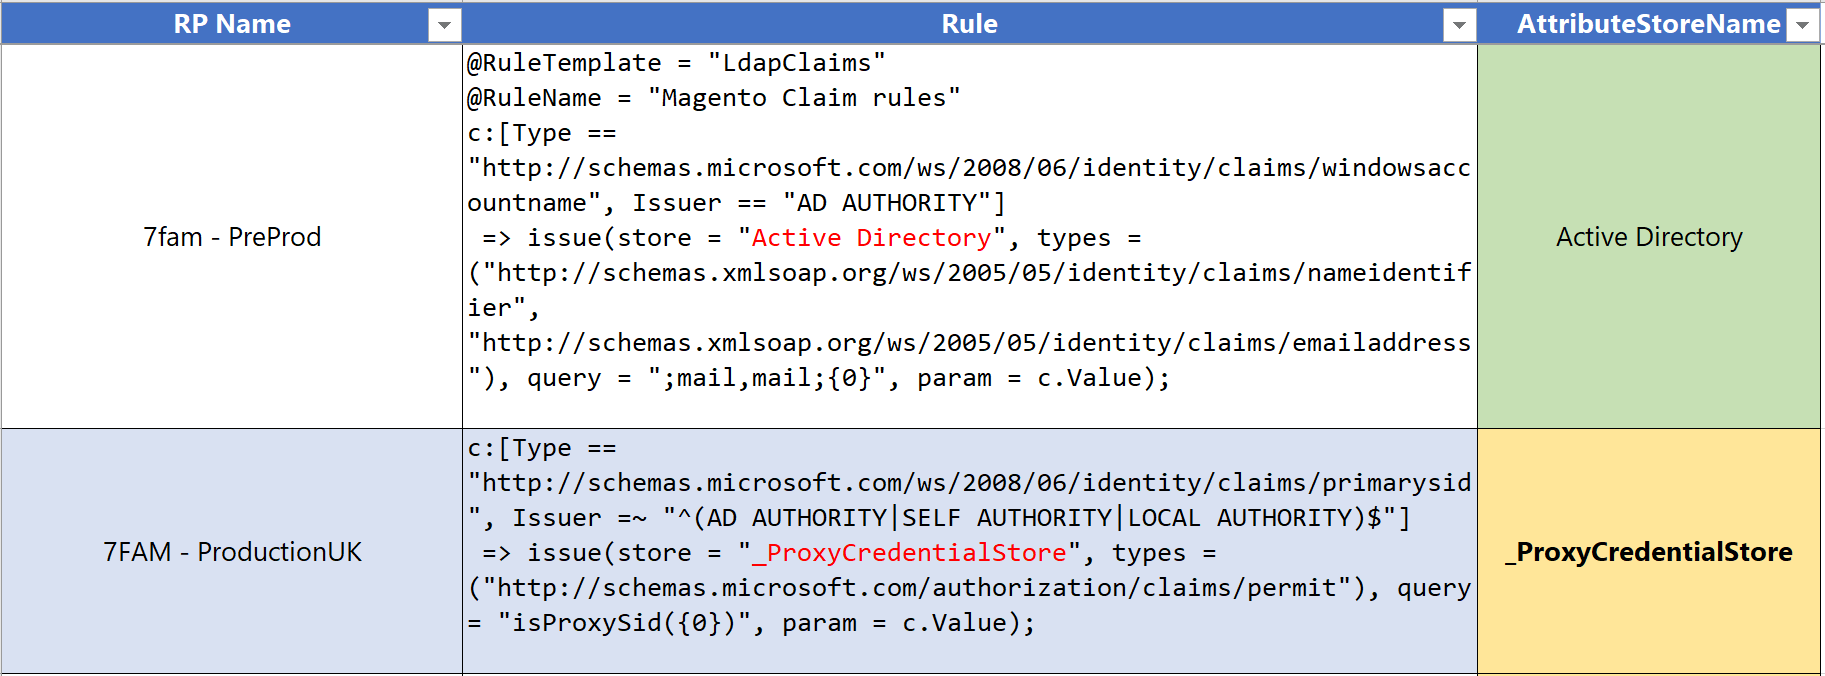 RP Name
Rule
AttributeStoreName
7fam - PreProd
@RuleTemplate = "LdapClaims"
@RuleName = "Magento Claim rules"
c:[Type ==
"http://schemas.microsoft.com/ws/2008/06/identity/claims/windowsacc
ountname", Issuer == "AD AUTHORITY"]
 => issue(store = "Active Directory", types =
("http://schemas.xmlsoap.org/ws/2005/05/identity/claims/nameidentif
ier",
"http://schemas.xmlsoap.org/ws/2005/05/identity/claims/emailaddress
"), query = ";mail,mail;{0}", param = c.Value);
Active Directory
7FAM - ProductionUK
c:[Type ==
"http://schemas.microsoft.com/ws/2008/06/identity/claims/primarysid
", Issuer =~ "^(AD AUTHORITY|SELF AUTHORITY|LOCAL AUTHORITY)$"]
 => issue(store = "_ProxyCredentialStore", types =
("http://schemas.microsoft.com/authorization/claims/permit"), query
= "isProxySid({0})", param = c.Value);
_ProxyCredentialStore